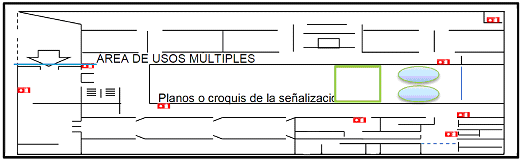 AREA DE USOS MULTIPLES
Planos o croquis de la señalizació